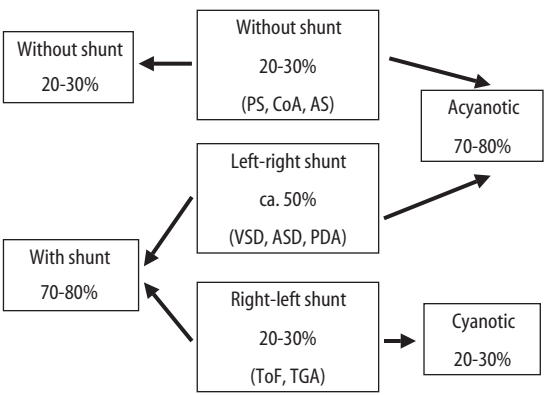 Without shunt
20-30%
Without shunt
20-30%
(PS, CoA, AS)
Acyanotic
70-80%
Left-right shunt
ca. 50%
(VSD, ASD, PDA)
With shunt
70-80%
Right-left shunt
20-30%
(ToF, TGA)
Cyanotic
20-30%